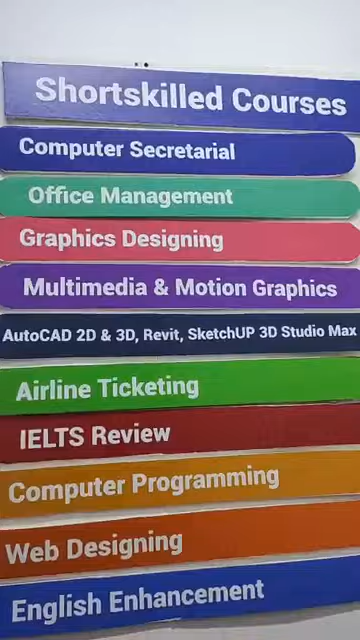 Shortskilled Courses
Computer Secretarial
Office Management
Graphics Designing
Multimedia & Motion Graphics
AutoCAD 2D & 3D, Revit, SketchUP 3D Studio Max
Airline Ticketing
IELTS Review
Computer Programming
Web Designing
English Enhancement